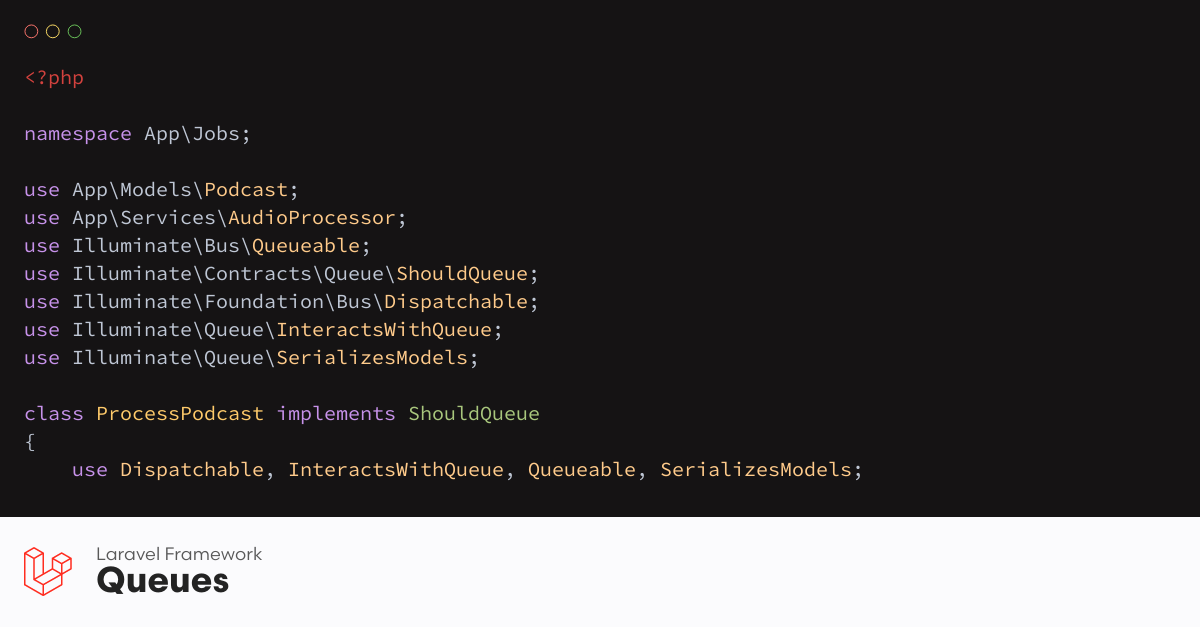 <?php
namespace App\Jobs;
use App\Models\Podcast;
use App\Services\AudioProcessor;
use Illuminate\Bus\Queueable;
use Illuminate\Contracts\Queue\ShouldQueue;
use Illuminate\Foundation\Bus\Dispatchable;
use Illuminate\Queue\InteractsWithQueue;
use Illuminate\Queue\SerializesModels;
class ProcessPodcast implements ShouldQueue
{
    use Dispatchable, InteractsWithQueue, Queueable, SerializesModels;
Laravel Framework
Queues